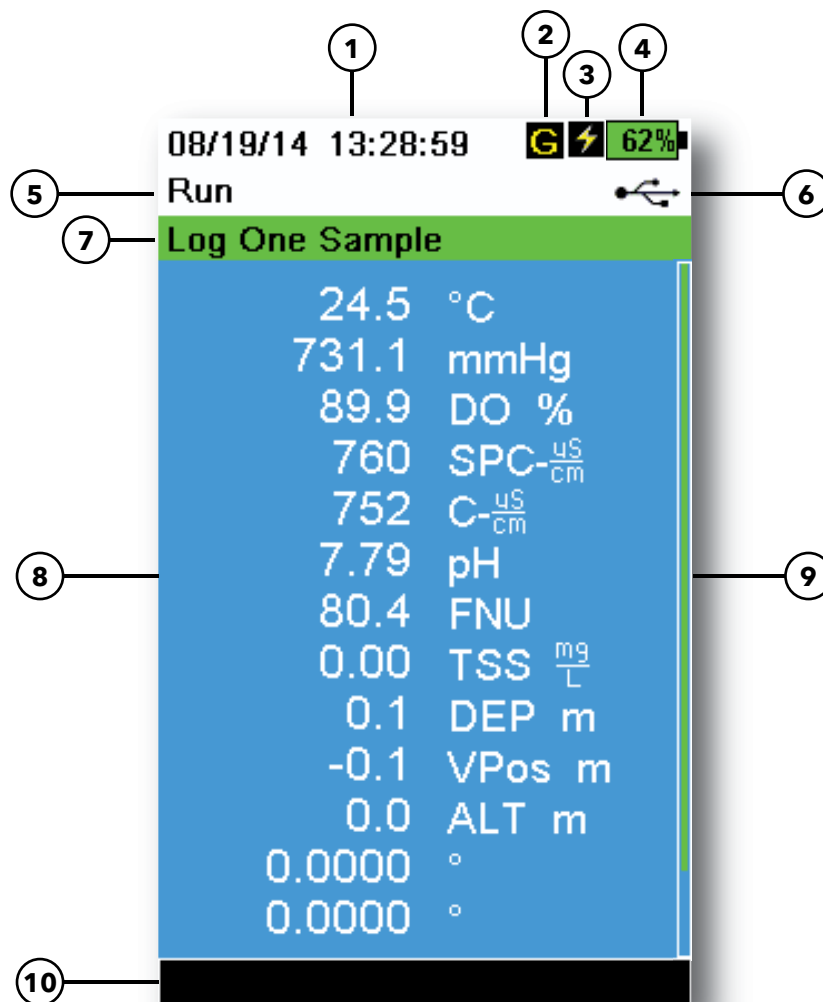 1
2
3
4
08/19/14 13:28:59 G 62%
5
Run
6
7
Log One Sample
24.5 °C
731.1 mmHg
89.9 DO %
760 SPC-uS/cm
752 C-uS/cm
8
7.79 pH
9
80.4 FNU
0.00 TSS mg/L
0.1 DEP m
-0.1 VPos m
0.0 ALT m
0.0000 °
0.0000 °
10